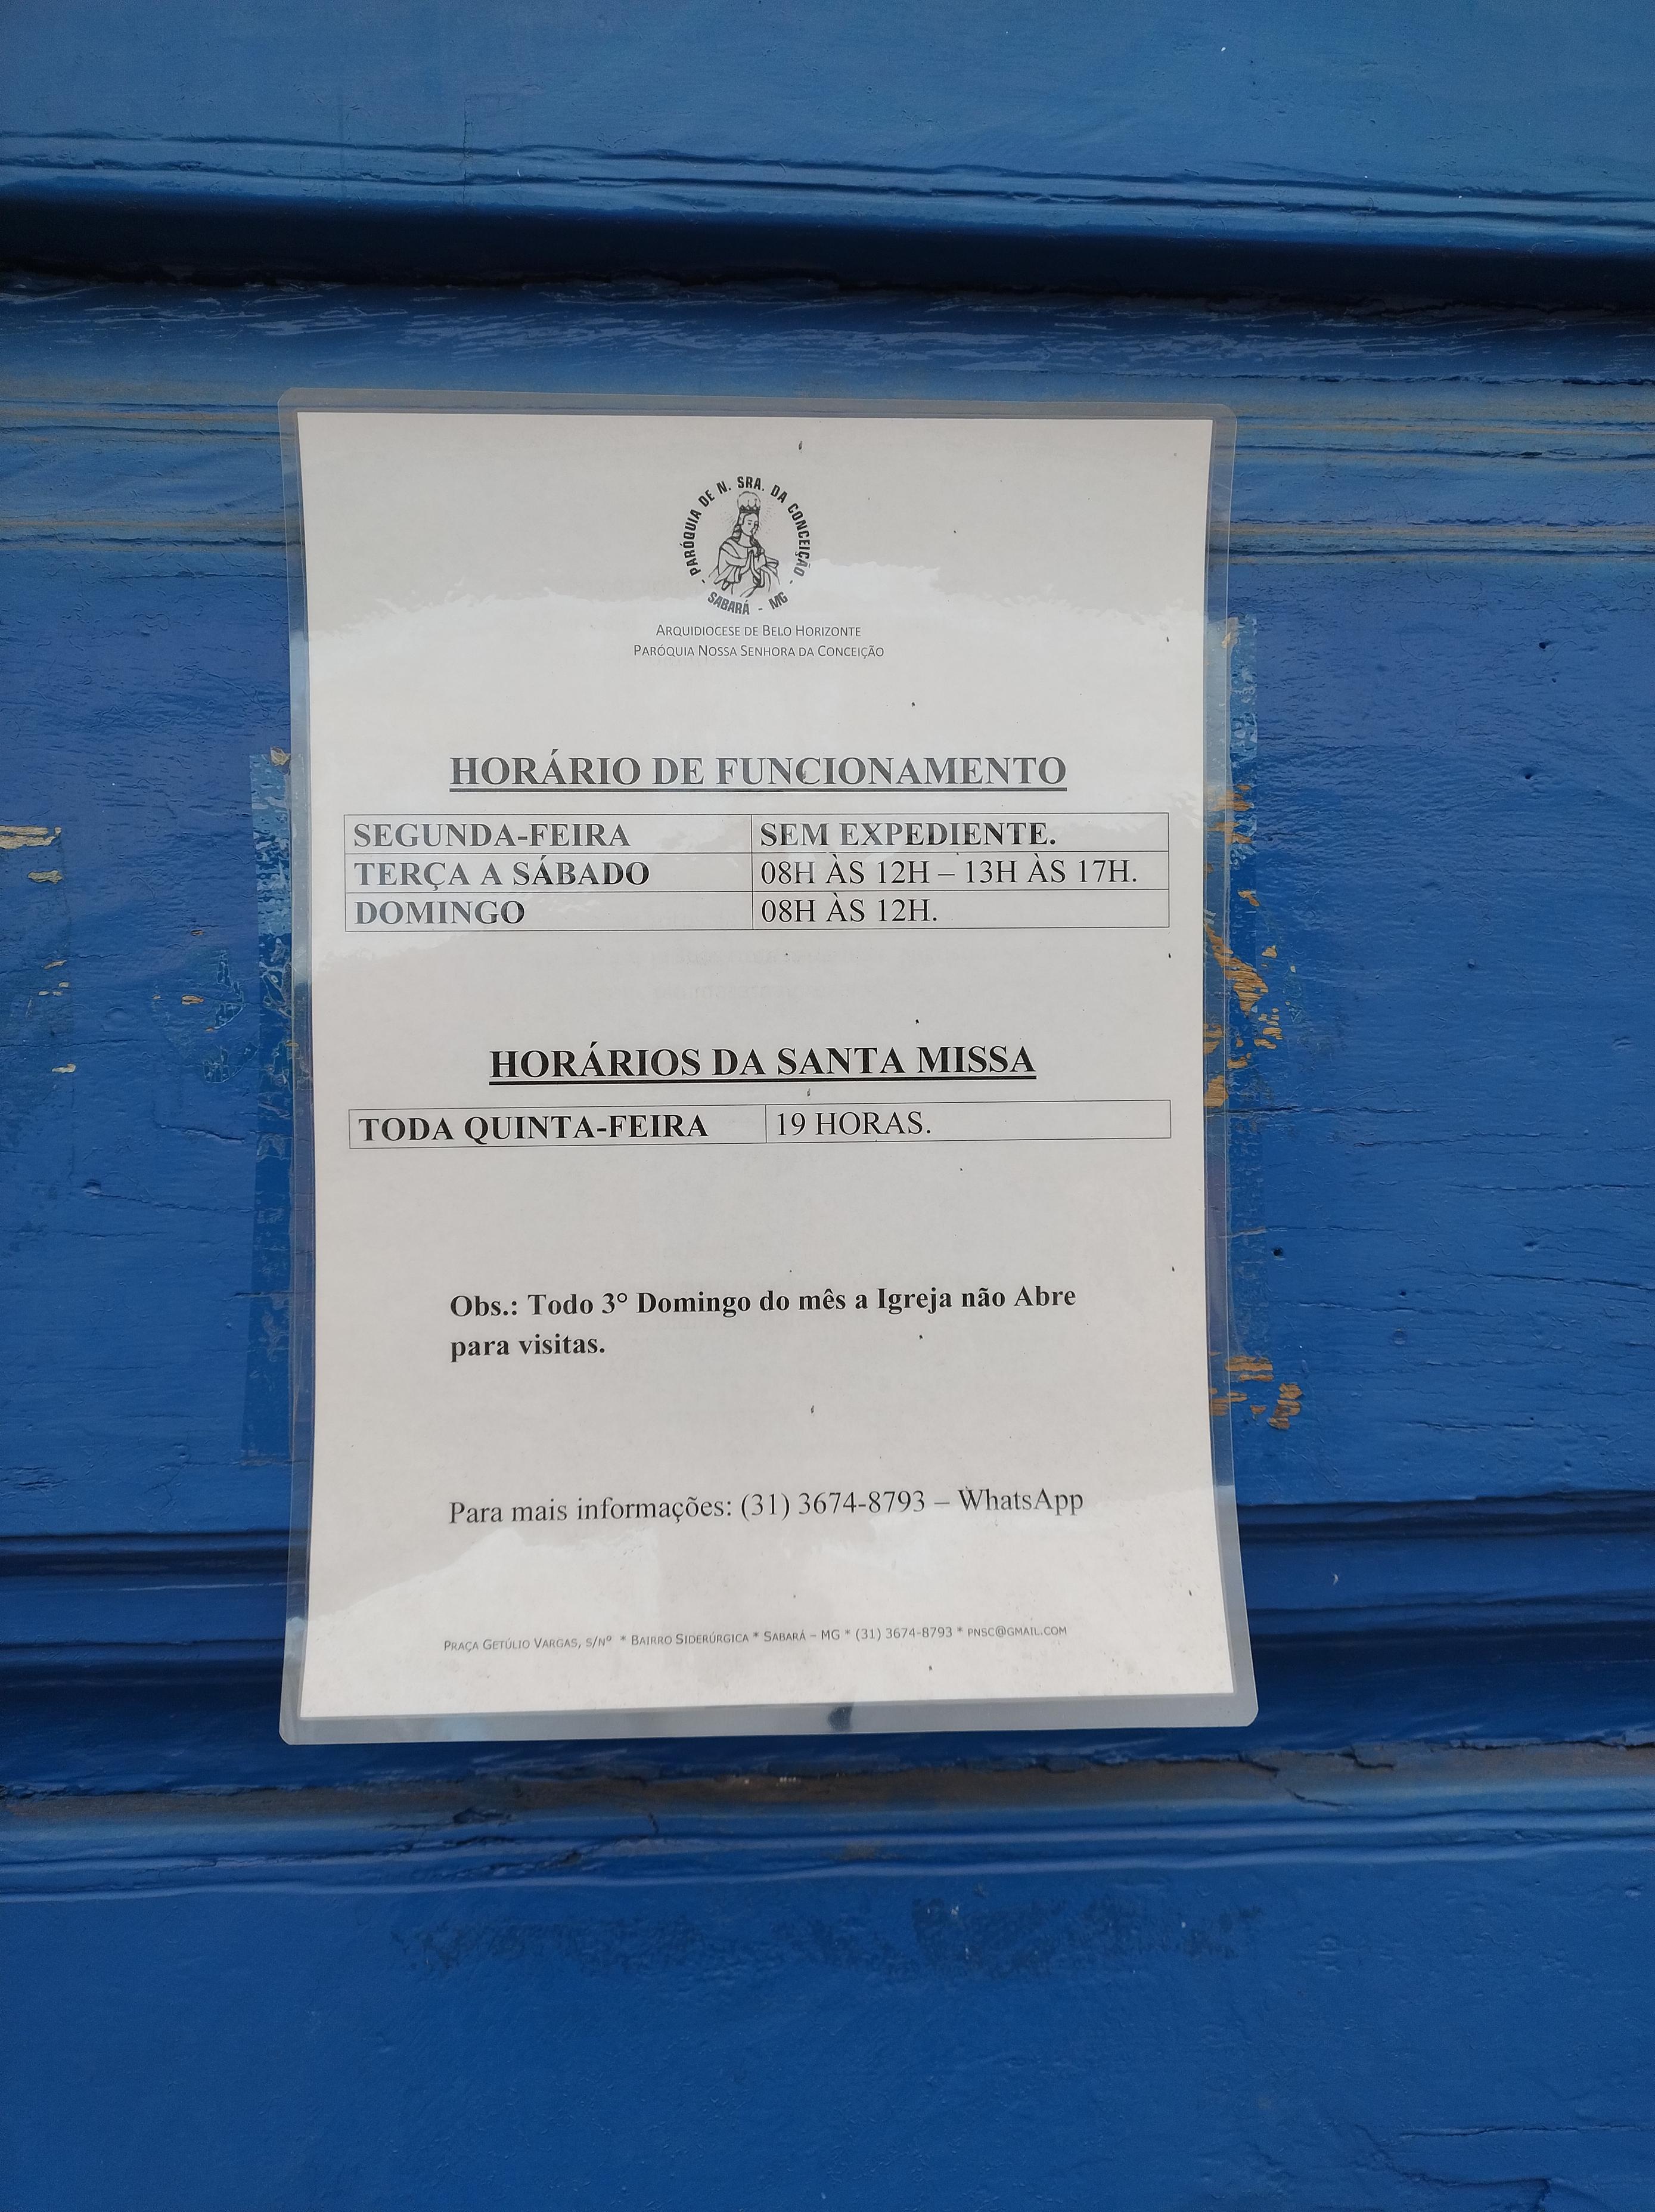 - PARÓQUIA DE N. SRA. DA CONCEIÇÃO -
SABARÁ - MG
ARQUIDIOCESE DE BELO HORIZONTE
PARÓQUIA NOSSA SENHORA DA CONCEIÇÃO
HORÁRIO DE FUNCIONAMENTO
SEGUNDA-FEIRA SEM EXPEDIENTE.
TERÇA A SÁBADO 08H ÀS 12H – 13H ÀS 17H.
DOMINGO 08H ÀS 12H.
HORÁRIOS DA SANTA MISSA
TODA QUINTA-FEIRA 19 HORAS.
Obs.: Todo 3° Domingo do mês a Igreja não Abre
para visitas.
Para mais informações: (31) 3674-8793 – WhatsApp
PRAÇA GETÚLIO VARGAS, S/Nº * BAIRRO SIDERÚRGICA * SABARÁ – MG * (31) 3674-8793 * PNSC@GMAIL.COM